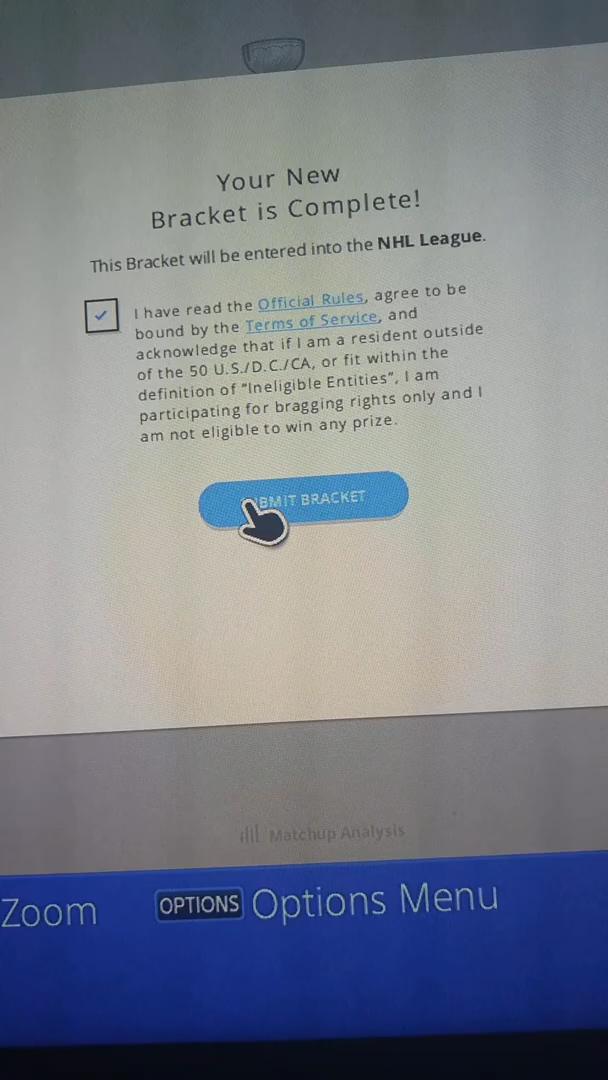 Your New
Bracket is Complete!
This Bracket will be entered into the NHL League.
I have read the Official Rules, agree to be
bound by the Terms of Service, and
acknowledge that if I am a resident outside
of the 50 U.S./D.C./CA, or fit within the
definition of "Ineligible Entities", I am
participating for bragging rights only and I
am not eligible to win any prize.
BMIT BRACKET
Matchup Analysis
Zoom
OPTIONS Options Menu